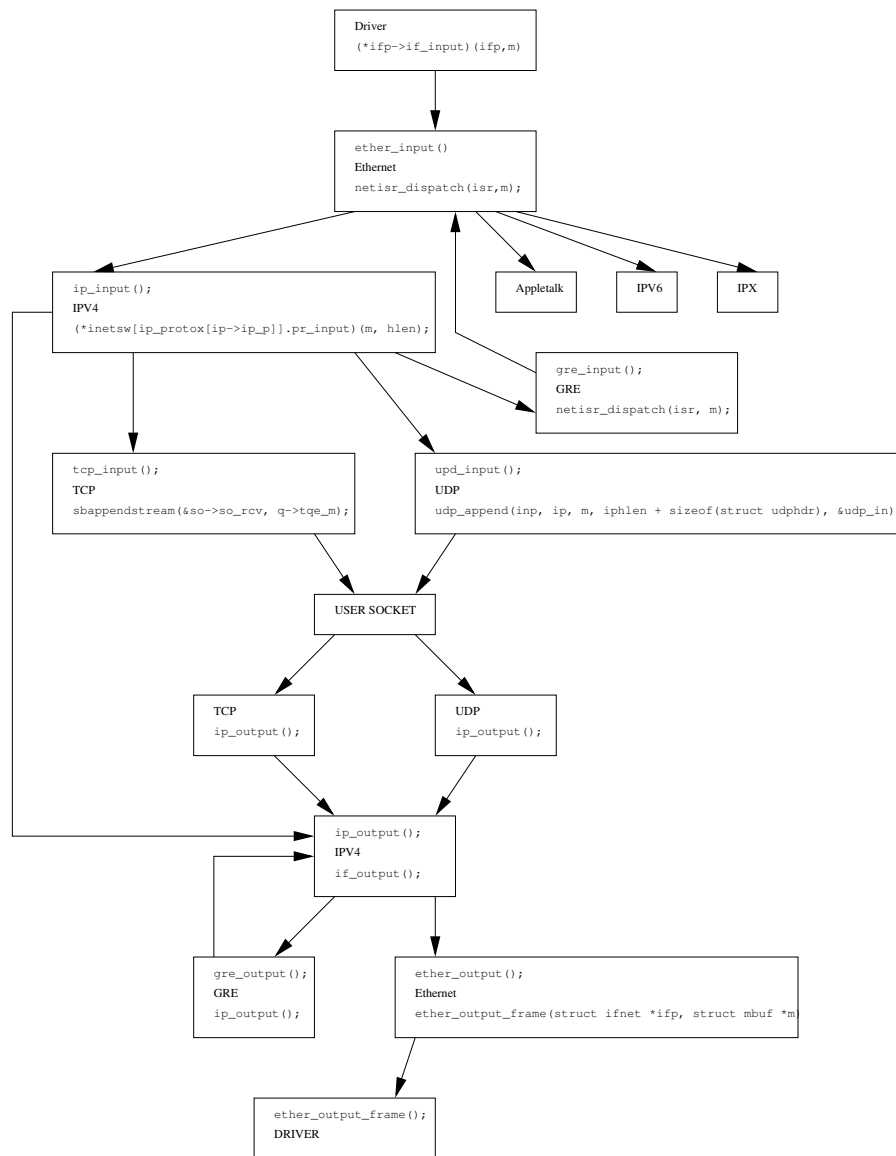 Driver
(*ifp->if_input)(ifp,m)
ether_input()
Ethernet
netisr_dispatch(isr,m);
ip_input();
IPV4
(*inetsw[ip_protox[ip->ip_p]].pr_input)(m, hlen);
Appletalk
IPV6
IPX
gre_input();
GRE
netisr_dispatch(isr, m);
tcp_input();
TCP
sbappendstream(&so->so_rcv, q->tqe_m);
upd_input();
UDP
udp_append(inp, ip, m, iphlen + sizeof(struct udphdr), &udp_in)
USER SOCKET
TCP
ip_output();
UDP
ip_output();
ip_output();
IPV4
if_output();
gre_output();
GRE
ip_output();
ether_output();
Ethernet
ether_output_frame(struct ifnet *ifp, struct mbuf *m)
ether_output_frame();
DRIVER